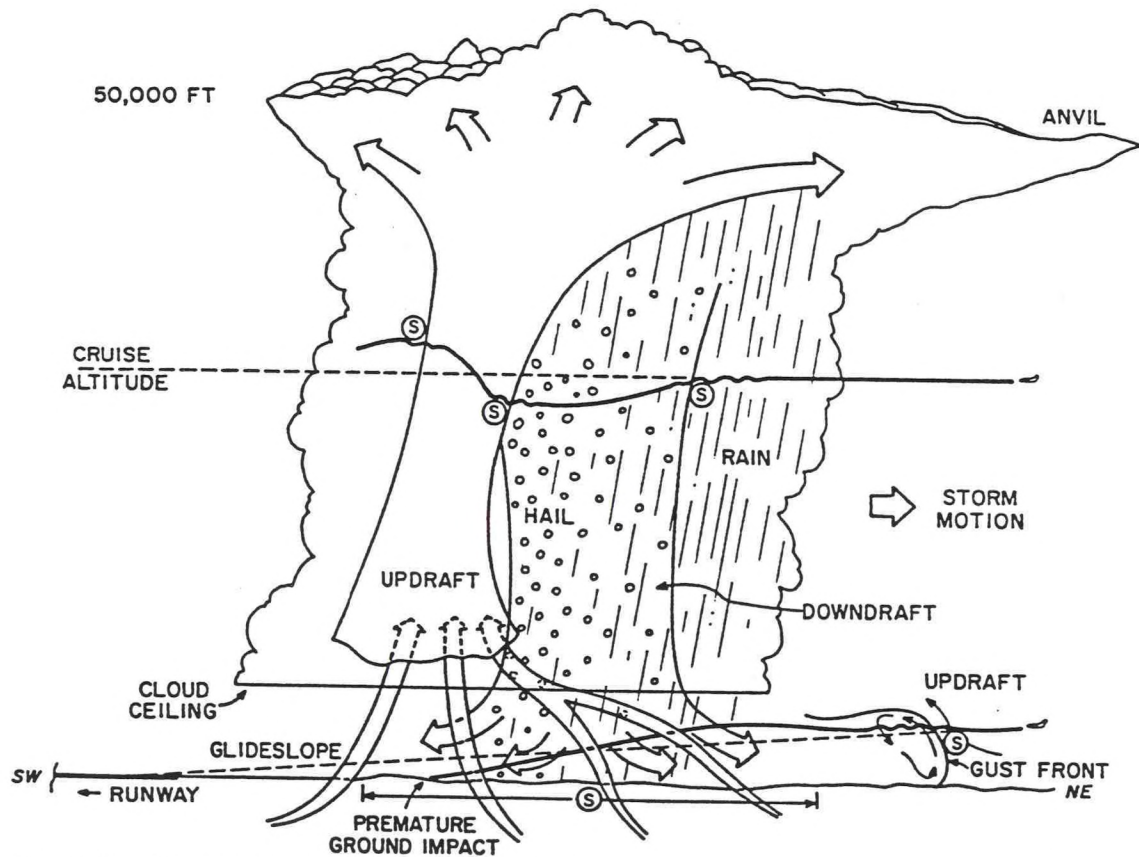 50,000 FT
ANVIL
S
CRUISE
ALTITUDE
S
S
RAIN
HAIL
STORM
MOTION
UPDRAFT
DOWNDRAFT
CLOUD
CEILING
UPDRAFT
GLIDESLOPE
S
GUST FRONT
SW
RUNWAY
NE
S
PREMATURE
GROUND IMPACT